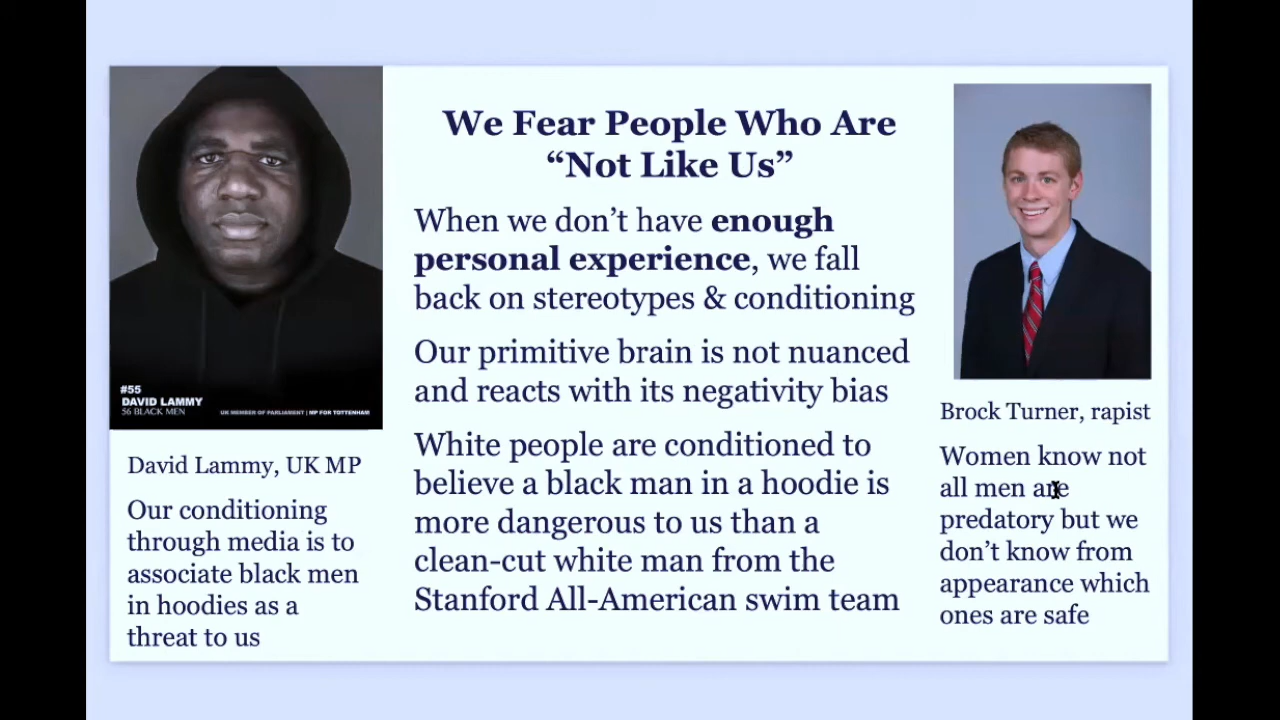 We Fear People Who Are
“Not Like Us”
When we don’t have enough
personal experience, we fall
back on stereotypes & conditioning
Our primitive brain is not nuanced
and reacts with its negativity bias
White people are conditioned to
believe a black man in a hoodie is
more dangerous to us than a
clean-cut white man from the
Stanford All-American swim team
#55
DAVID LAMMY
56 BLACK MEN
UK MEMBER OF PARLIAMENT | MP FOR TOTTENHAM
David Lammy, UK MP
Our conditioning
through media is to
associate black men
in hoodies as a
threat to us
Brock Turner, rapist
Women know not
all men are
predatory but we
don’t know from
appearance which
ones are safe